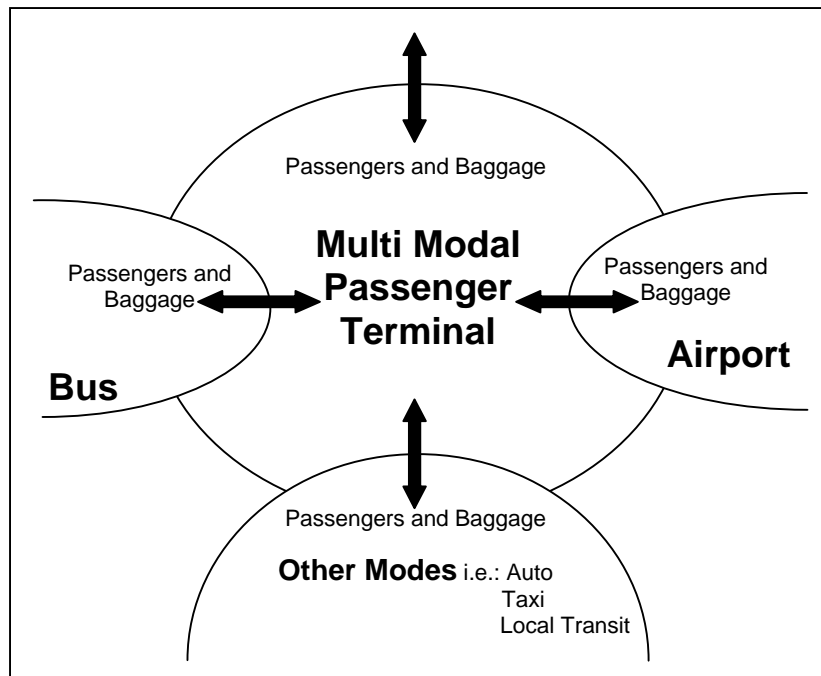 Passengers and Baggage
Multi Modal
Passenger
Terminal
Passengers and
Baggage
Bus
Passengers and
Baggage
Airport
Passengers and Baggage
Other Modes i.e.: Auto
Taxi
Local Transit